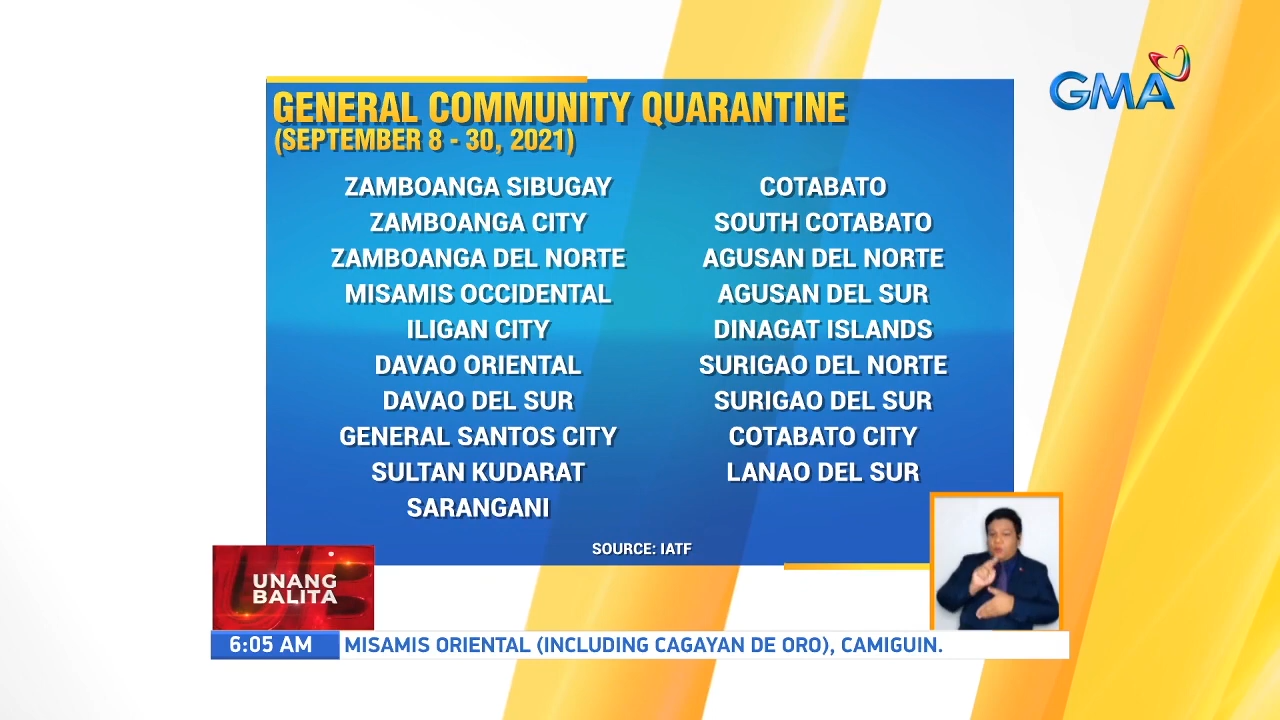 GMA
GENERAL COMMUNITY QUARANTINE
(SEPTEMBER 8 - 30, 2021)
ZAMBOANGA SIBUGAY
ZAMBOANGA CITY
ZAMBOANGA DEL NORTE
MISAMIS OCCIDENTAL
ILIGAN CITY
DAVAO ORIENTAL
DAVAO DEL SUR
GENERAL SANTOS CITY
SULTAN KUDARAT
SARANGANI
COTABATO
SOUTH COTABATO
AGUSAN DEL NORTE
AGUSAN DEL SUR
DINAGAT ISLANDS
SURIGAO DEL NORTE
SURIGAO DEL SUR
COTABATO CITY
LANAO DEL SUR
SOURCE: IATF
UNANG
BALITA
6:05 AM
MISAMIS ORIENTAL (INCLUDING CAGAYAN DE ORO), CAMIGUIN.